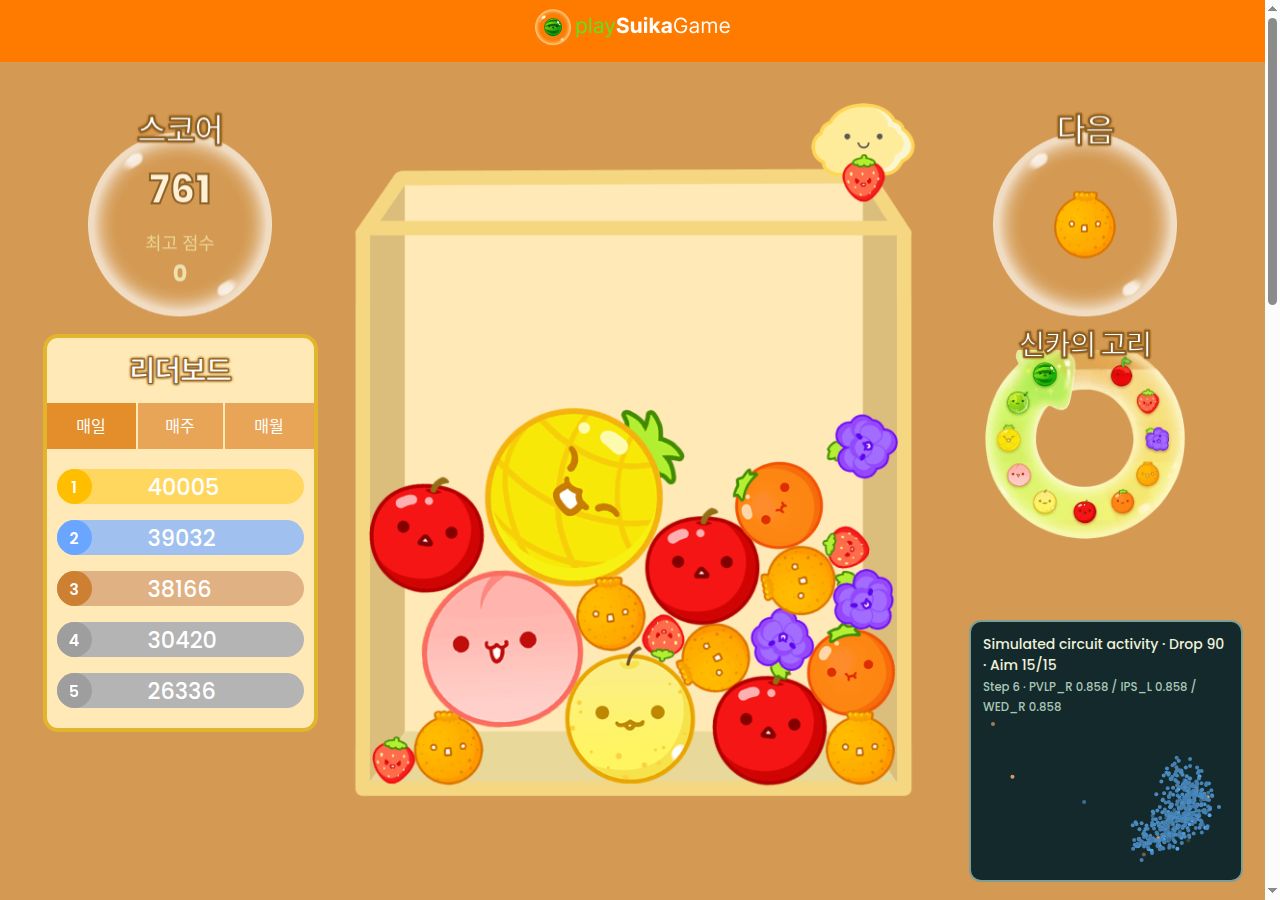 playSuikaGame
스코어
761
최고 점수
0
다음
신카의 고리
리더보드
매일
매주
매월
1 40005
2 39032
3 38166
4 30420
5 26336
Simulated circuit activity · Drop 90
· Aim 15/15
Step 6 · PVLP_R 0.858 / IPS_L 0.858 /
WED_R 0.858